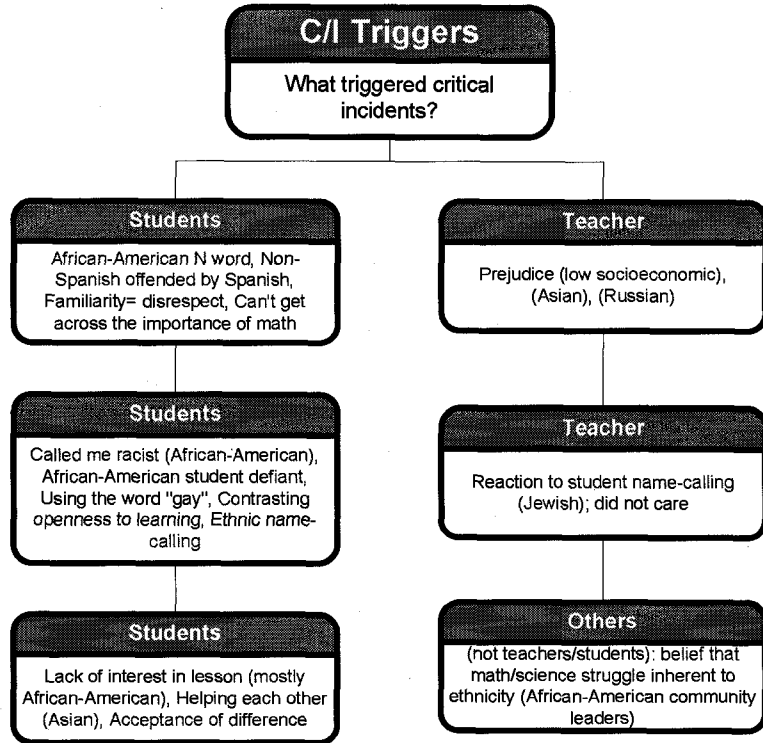 C/I Triggers
What triggered critical
incidents?
Students
African-American N word, Non-
Spanish offended by Spanish,
Familiarity= disrespect, Can't get
across the importance of math
Teacher
Prejudice (low socioeconomic),
(Asian), (Russian)
Students
Called me racist (African-American),
African-American student defiant,
Using the word "gay", Contrasting
openness to learning, Ethnic name-
calling
Teacher
Reaction to student name-calling
(Jewish); did not care
Students
Lack of interest in lesson (mostly
African-American), Helping each other
(Asian), Acceptance of difference
Others
(not teachers/students): belief that
math/science struggle inherent to
ethnicity (African-American community
leaders)